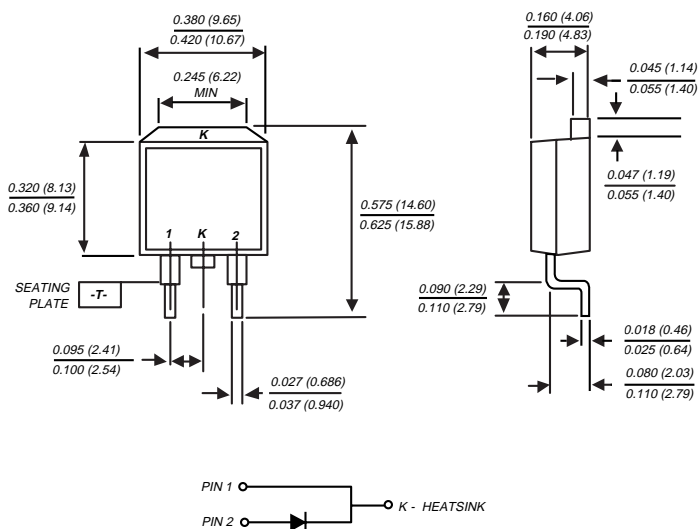 0.380 (9.65)
0.420 (10.67)
0.245 (6.22)
MIN
K
0.320 (8.13)
0.360 (9.14)
0.575 (14.60)
0.625 (15.88)
1 K 2
SEATING
PLATE
-T-
0.095 (2.41)
0.100 (2.54)
0.027 (0.686)
0.037 (0.940)
0.160 (4.06)
0.190 (4.83)
0.045 (1.14)
0.055 (1.40)
0.047 (1.19)
0.055 (1.40)
0.090 (2.29)
0.110 (2.79)
0.018 (0.46)
0.025 (0.64)
0.080 (2.03)
0.110 (2.79)
PIN 1
K - HEATSINK
PIN 2